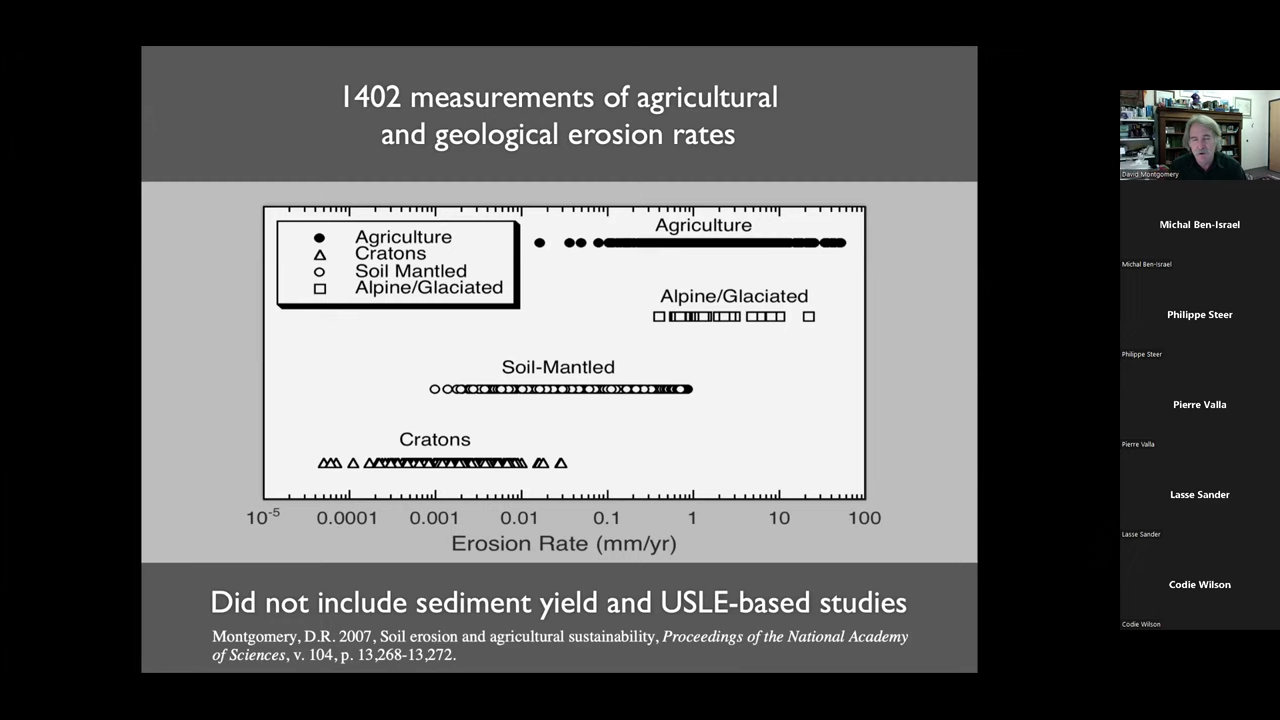 1402 measurements of agricultural
and geological erosion rates
Agriculture
Cratons
Soil Mantled
Alpine/Glaciated
Agriculture
Alpine/Glaciated
Soil-Mantled
Cratons
10-5 0.0001 0.001 0.01 0.1 1 10 100
Erosion Rate (mm/yr)
Did not include sediment yield and USLE-based studies
Montgomery, D.R. 2007, Soil erosion and agricultural sustainability, Proceedings of the National Academy
of Sciences, v. 104, p. 13,268-13,272.
David Montgomery
Michal Ben-Israel
Michal Ben-Israel
Philippe Steer
Philippe Steer
Pierre Valla
Pierre Valla
Lasse Sander
Lasse Sander
Codie Wilson
Codie Wilson